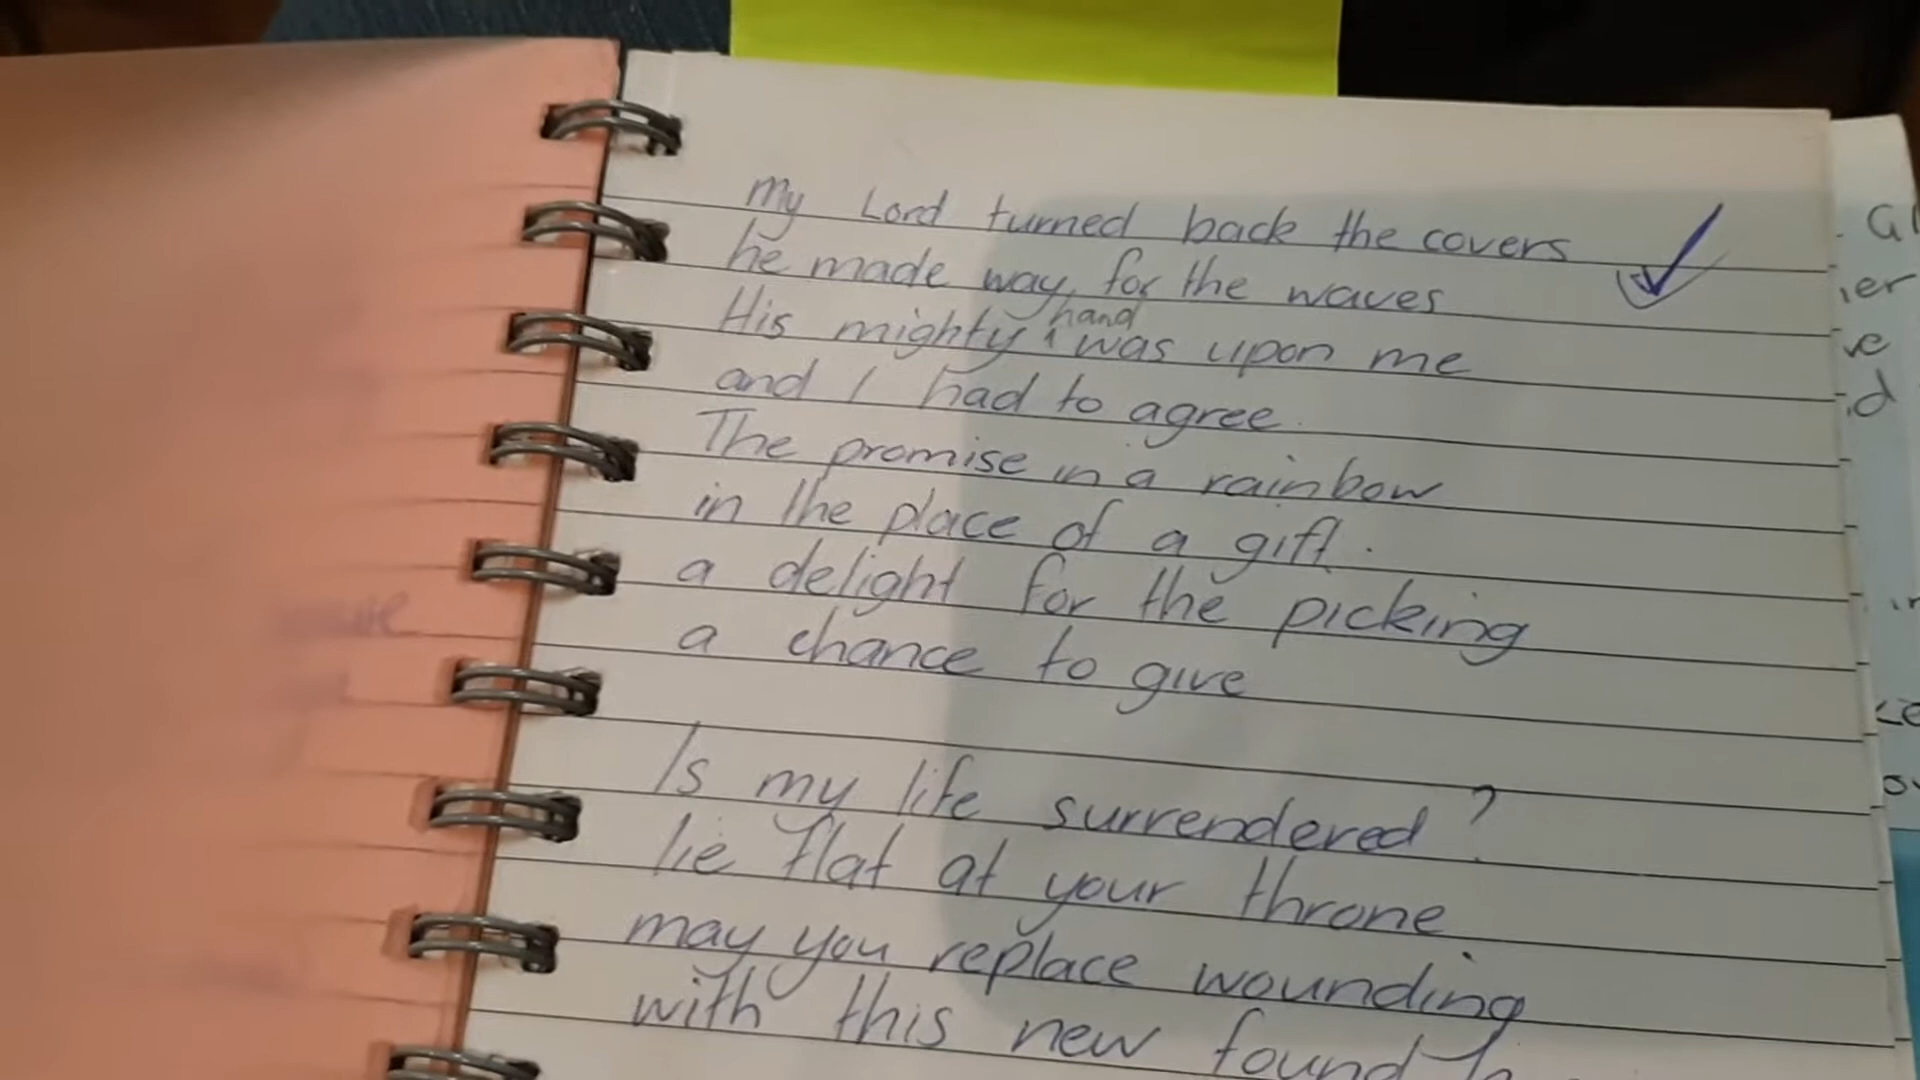 My Lord turned back the covers
he made way for the waves
His mighty hand was upon me
and I had to agree.
The promise in a rainbow
in the place of a gift.
a delight for the picking
a chance to give
Is my life surrendered?
lie flat at your throne
may you replace wounding
with this new found